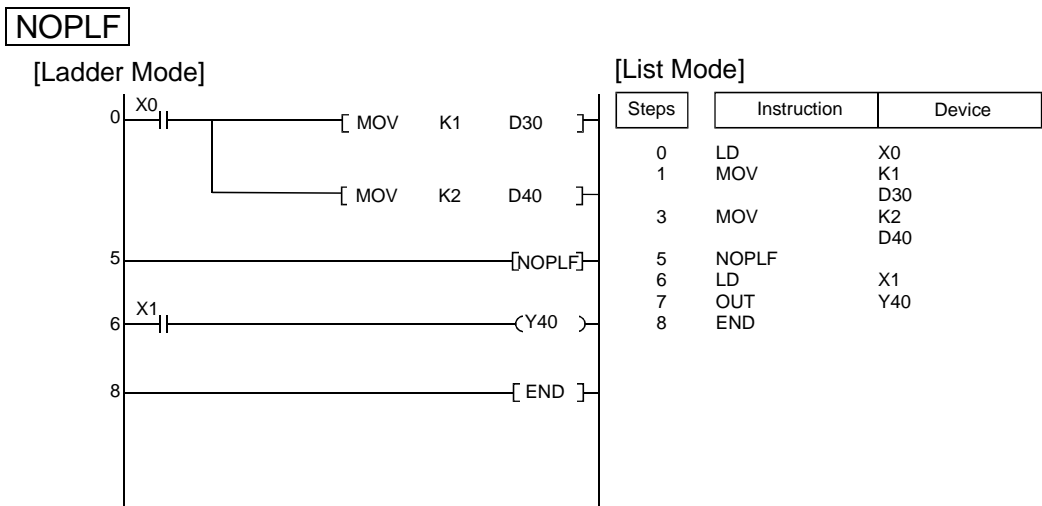 NOPLF
[Ladder Mode]
0 X0 MOV K1 D30
MOV K2 D40
5 NOPLF
6 X1 Y40
8 END
[List Mode]
Steps Instruction Device
0 LD X0
1 MOV K1
D30
3 MOV K2
D40
5 NOPLF
6 LD X1
7 OUT Y40
8 END